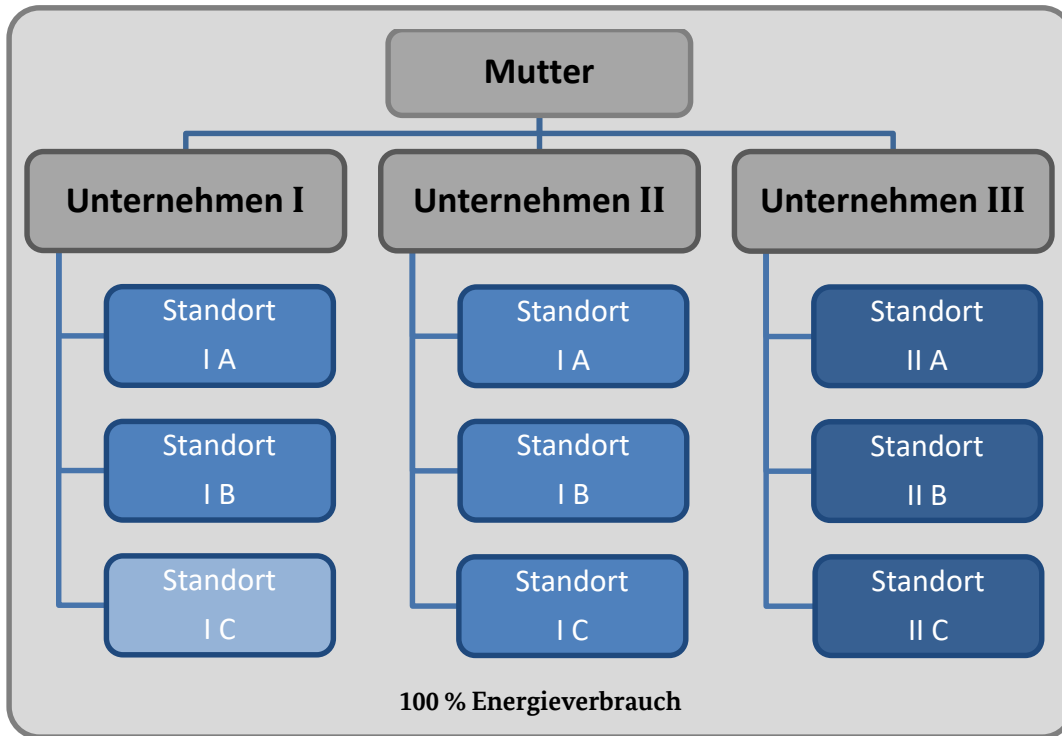 Mutter
Unternehmen I
Unternehmen II
Unternehmen III
Standort
I A
Standort
I A
Standort
II A
Standort
I B
Standort
I B
Standort
II B
Standort
I C
Standort
I C
Standort
II C
100 % Energieverbrauch